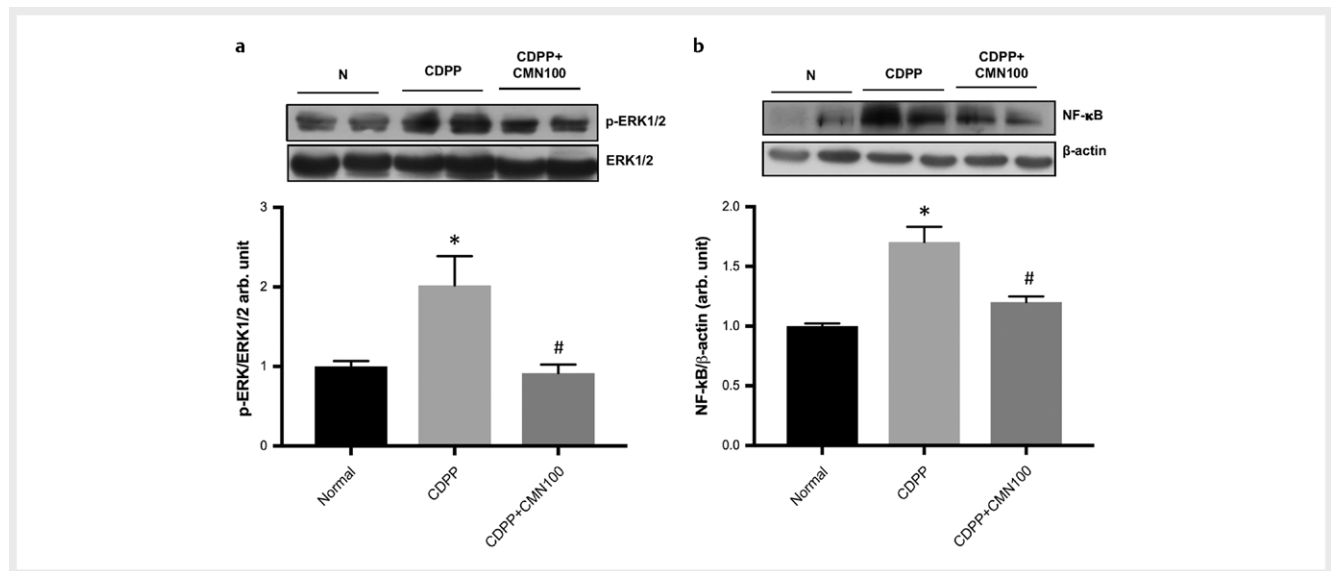 a
N
CDPP
CDPP+
CMN100
p-ERK1/2
ERK1/2
p-ERK/ERK1/2 arb. unit
3
2
1
0
*
#
Normal
CDPP
CDPP+CMN100
b
N
CDPP
CDPP+
CMN100
NF-κB
β-actin
NF-kB/β-actin (arb. unit)
2.0
1.5
1.0
0.5
0.0
*
#
Normal
CDPP
CDPP+CMN100